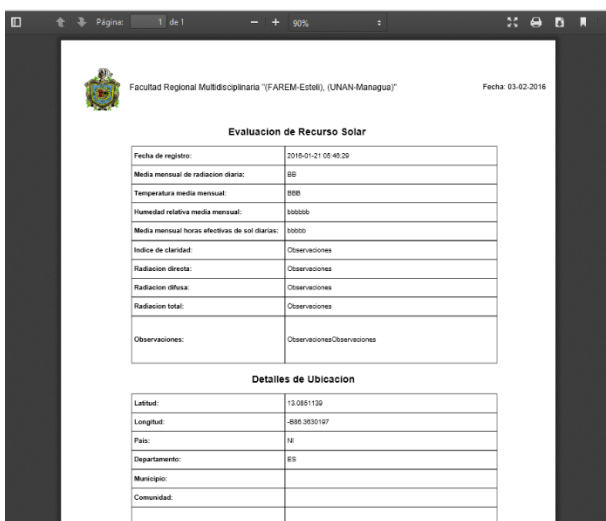 Página: 1 de 1 90%
Facultad Regional Multidisciplinaria "(FAREM-Estelí), (UNAN-Managua)" Fecha: 03-02-2016
Evaluacion de Recurso Solar
Fecha de registro: 2016-01-21 05:46:29
Media mensual de radiacion diaria: BB
Temperatura media mensual: BBB
Humedad relativa media mensual: bbbbbb
Media mensual horas efectivas de sol diarias: bbbbb
Indice de claridad: Observaciones
Radiacion directa: Observaciones
Radiacion difusa: Observaciones
Radiacion total: Observaciones
Observaciones: ObservacionesObservaciones
Detalles de Ubicacion
Latitud: 13.0851139
Longitud: -B86.3630197
Pais: NI
Departamento: ES
Municipio:
Comunidad: